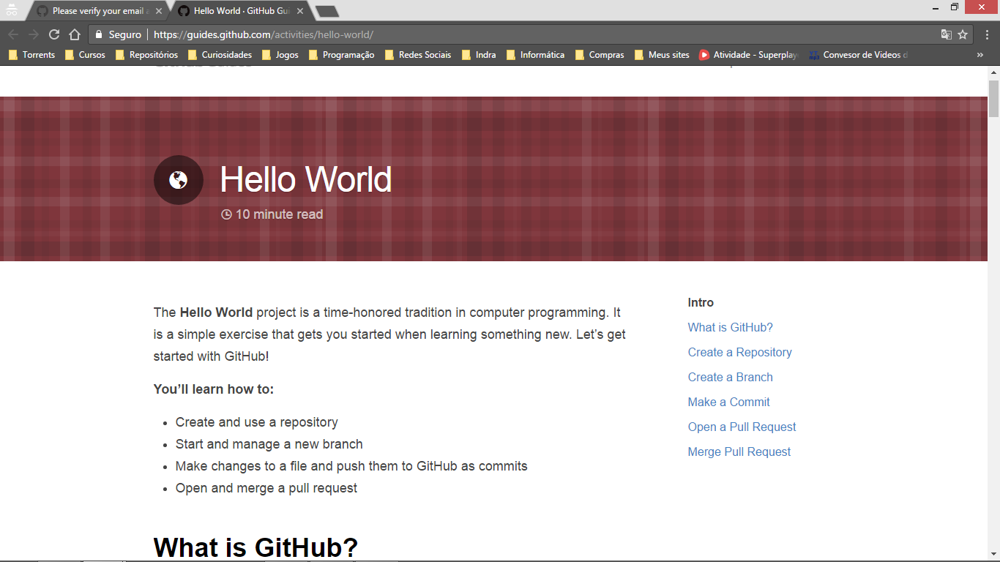 Please verify your email a
Hello World · GitHub Gui
Seguro
https://guides.github.com/activities/hello-world/
Torrents
Cursos
Repositórios
Curiosidades
Jogos
Programação
Redes Sociais
Indra
Informática
Compras
Meus sites
Atividade - Superplay
Convesor de Videos d
Hello World
10 minute read
The Hello World project is a time-honored tradition in computer programming. It
is a simple exercise that gets you started when learning something new. Let’s get
started with GitHub!
You’ll learn how to:
• Create and use a repository
• Start and manage a new branch
• Make changes to a file and push them to GitHub as commits
• Open and merge a pull request
What is GitHub?
Intro
What is GitHub?
Create a Repository
Create a Branch
Make a Commit
Open a Pull Request
Merge Pull Request